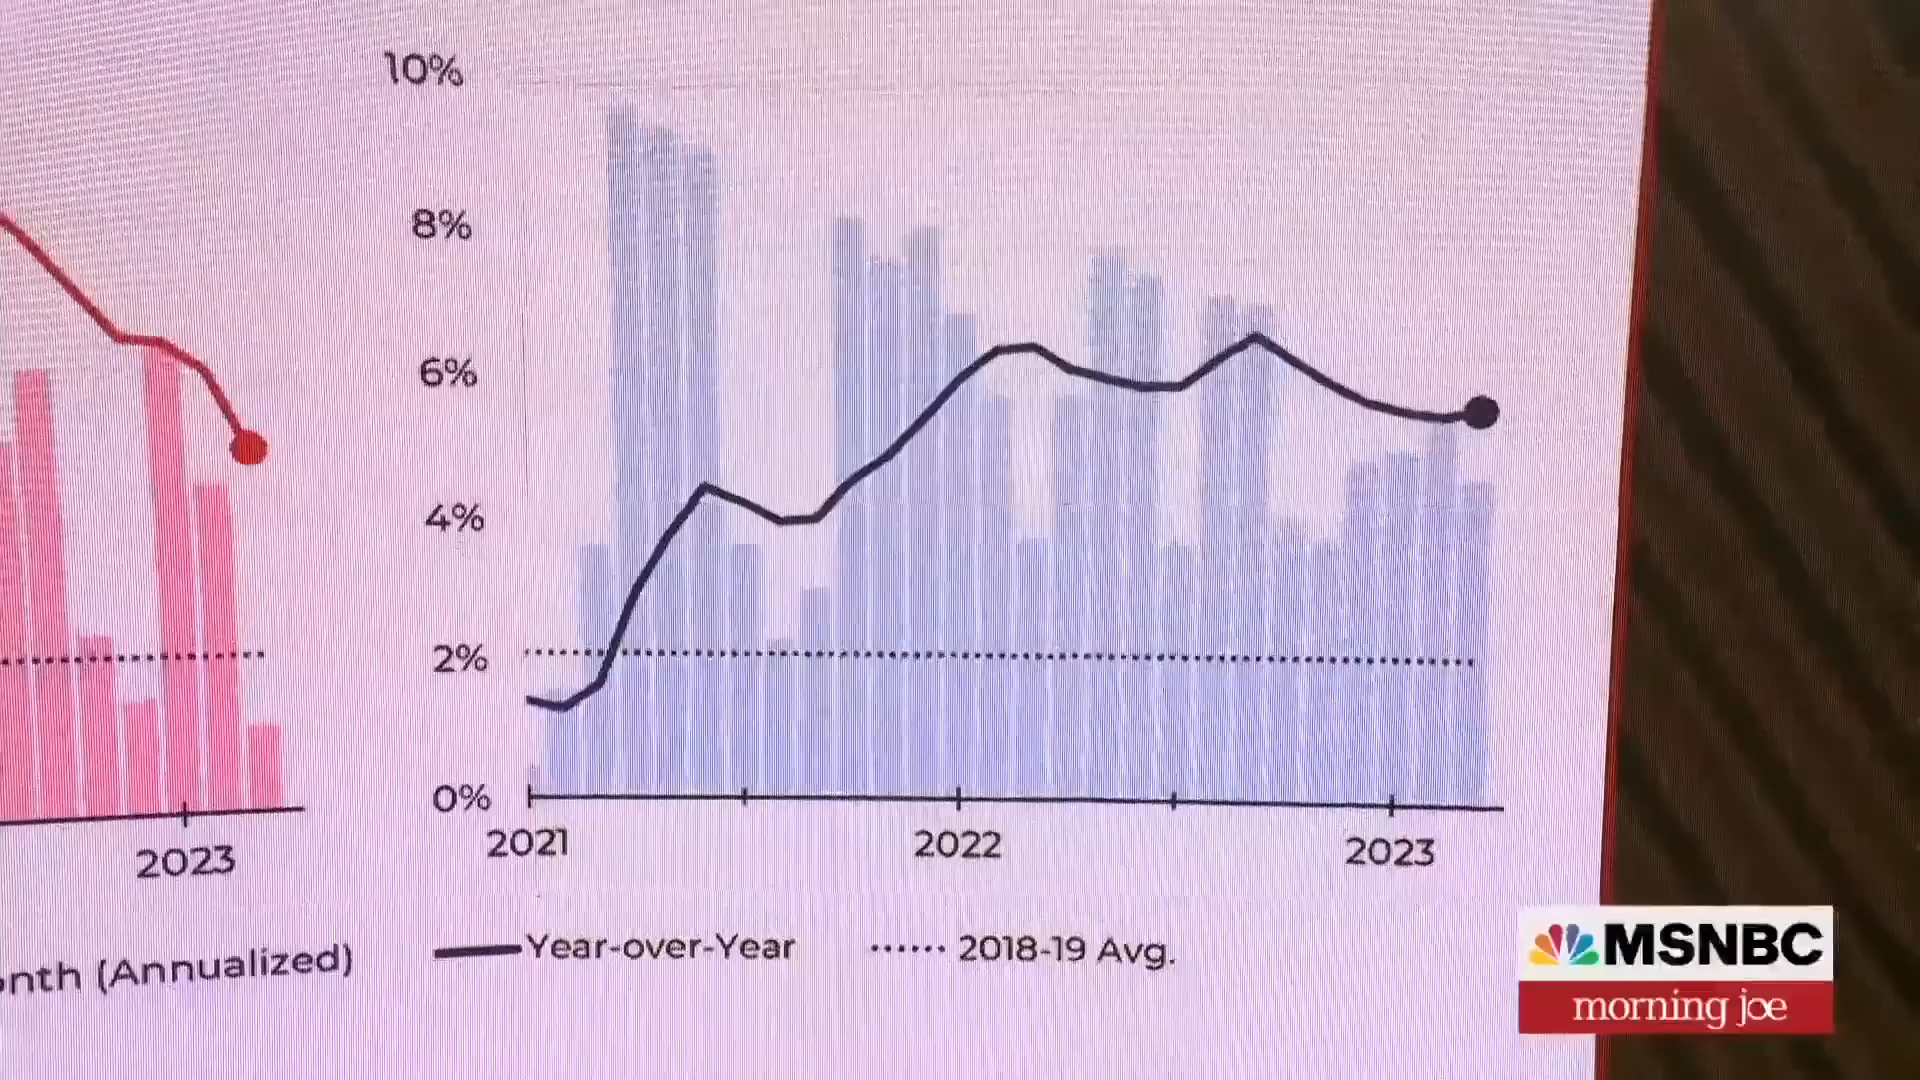 10%
8%
6%
4%
2%
0%
2021 2022 2023
2023
Year-over-Year 2018-19 Avg.
(Annualized)
MSNBC
morning joe